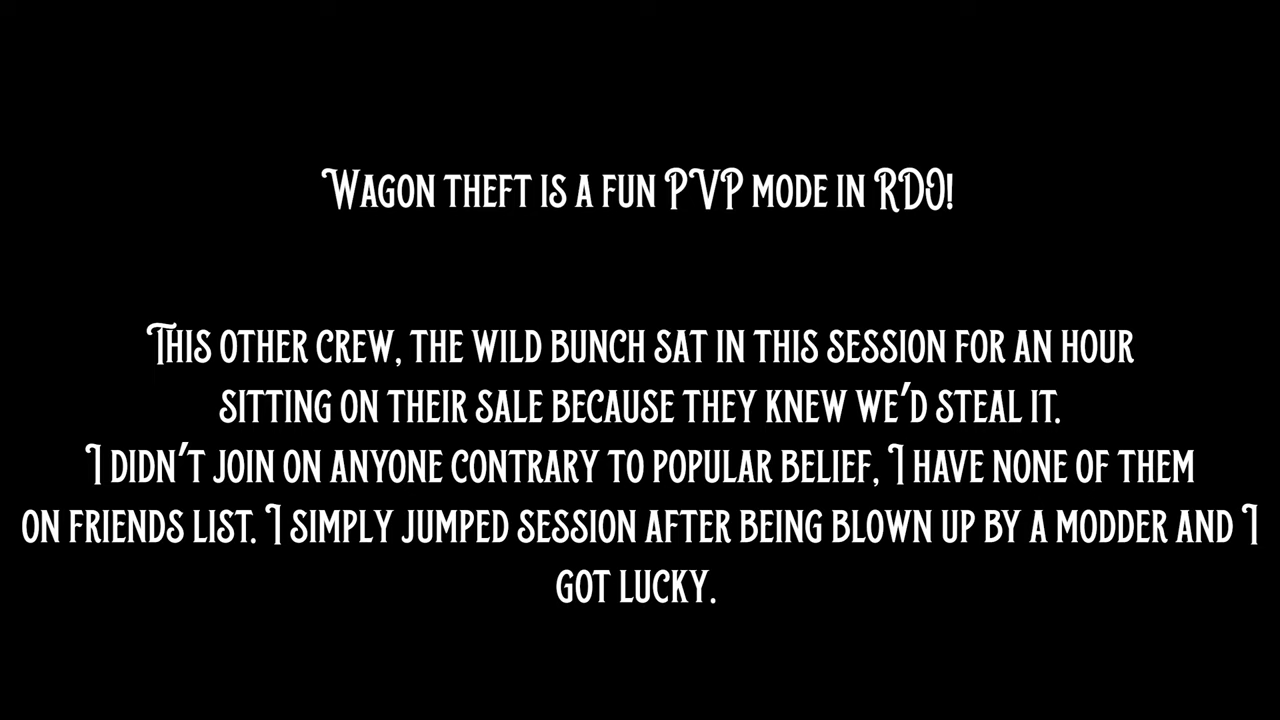 Wagon theft is a fun PVP mode in RDO!
This other crew, the wild bunch sat in this session for an hour
sitting on their sale because they knew we'd steal it.
I didn't join on anyone contrary to popular belief, I have none of them
on friends list. I simply jumped session after being blown up by a modder and I
got lucky.